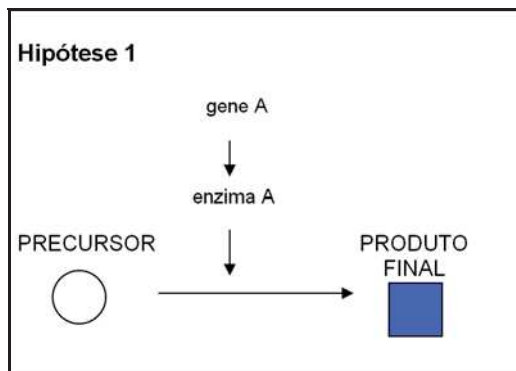 Hipótese 1
gene A
enzima A
PRECURSOR
PRODUTO
FINAL